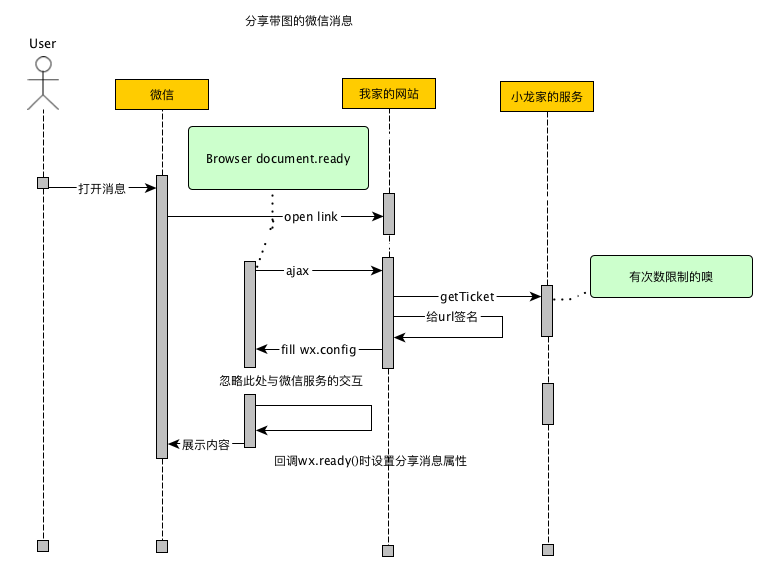 分享带图的微信消息
User
微信
我家的网站
小龙家的服务
Browser document.ready
打开消息
open link
ajax
有次数限制的噢
getTicket
给url签名
fill wx.config
忽略此处与微信服务的交互
展示内容
回调wx.ready()时设置分享消息属性